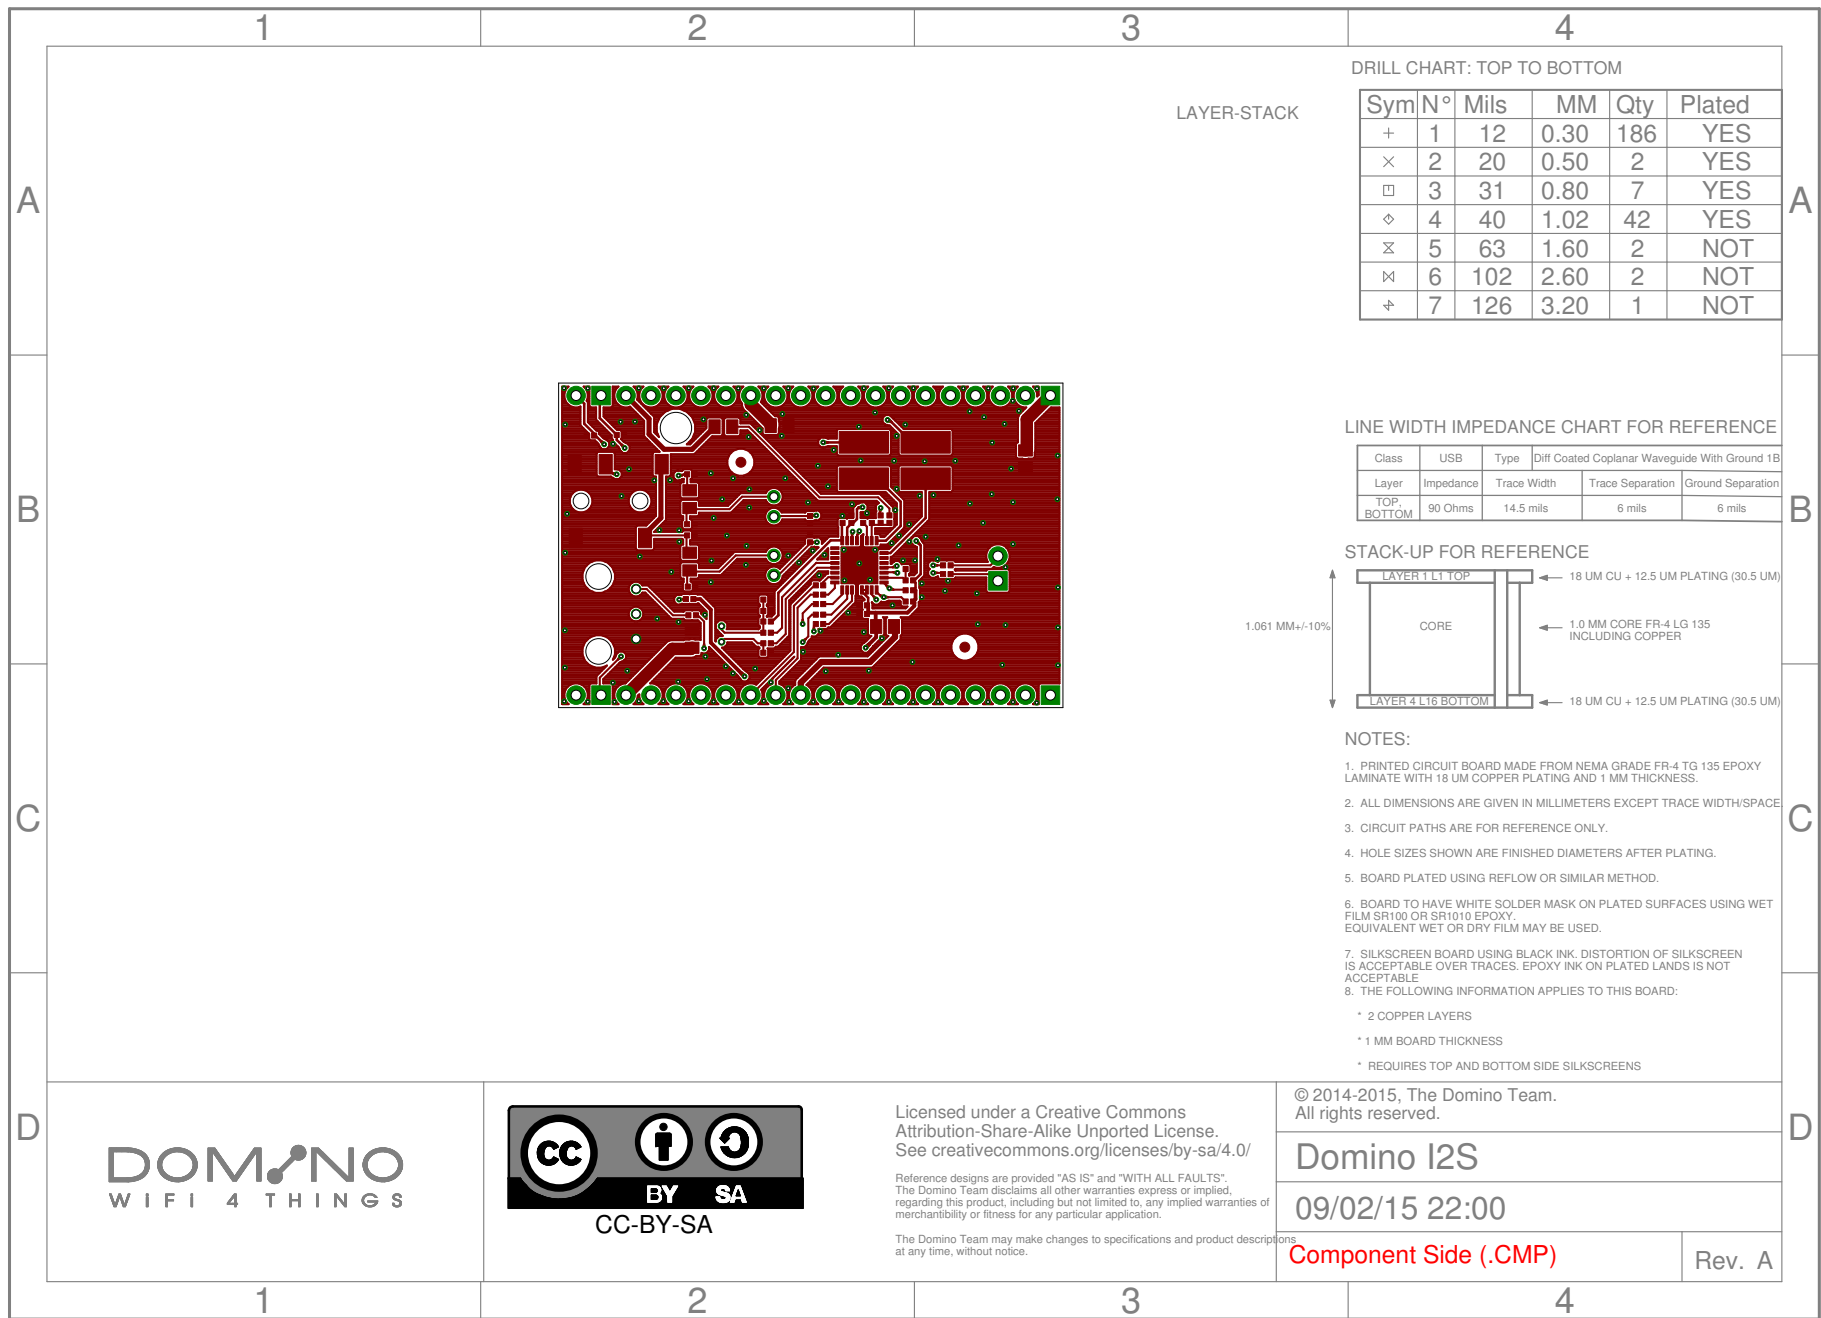 1 2 3 4
DRILL CHART: TOP TO BOTTOM
LAYER-STACK
Sym N° Mils MM Qty Plated
+ 1 12 0.30 186 YES
2 20 0.50 2 YES
3 31 0.80 7 YES
4 40 1.02 42 YES
5 63 1.60 2 NOT
6 102 2.60 2 NOT
7 126 3.20 1 NOT
A A
LINE WIDTH IMPEDANCE CHART FOR REFERENCE
Class USB Type Diff Coated Coplanar Waveguide With Ground 1B
Layer Impedance Trace Width Trace Separation Ground Separation
TOP,
BOTTOM 90 Ohms 14.5 mils 6 mils 6 mils
B B
STACK-UP FOR REFERENCE
LAYER 1 L1 TOP 18 UM CU + 12.5 UM PLATING (30.5 UM)
1.061 MM+/-10% CORE 1.0 MM CORE FR-4 LG 135
INCLUDING COPPER
LAYER 4 L16 BOTTOM 18 UM CU + 12.5 UM PLATING (30.5 UM)
NOTES:
1. PRINTED CIRCUIT BOARD MADE FROM NEMA GRADE FR-4 TG 135 EPOXY
LAMINATE WITH 18 UM COPPER PLATING AND 1 MM THICKNESS.
2. ALL DIMENSIONS ARE GIVEN IN MILLIMETERS EXCEPT TRACE WIDTH/SPACE
C C
3. CIRCUIT PATHS ARE FOR REFERENCE ONLY.
4. HOLE SIZES SHOWN ARE FINISHED DIAMETERS AFTER PLATING.
5. BOARD PLATED USING REFLOW OR SIMILAR METHOD.
6. BOARD TO HAVE WHITE SOLDER MASK ON PLATED SURFACES USING WET
FILM SR100 OR SR1010 EPOXY.
EQUIVALENT WET OR DRY FILM MAY BE USED.
7. SILKSCREEN BOARD USING BLACK INK. DISTORTION OF SILKSCREEN
IS ACCEPTABLE OVER TRACES. EPOXY INK ON PLATED LANDS IS NOT
ACCEPTABLE
8. THE FOLLOWING INFORMATION APPLIES TO THIS BOARD:
* 2 COPPER LAYERS
* 1 MM BOARD THICKNESS
* REQUIRES TOP AND BOTTOM SIDE SILKSCREENS
D D
DOMINO
WIFI 4 THINGS
cc
BY SA
CC-BY-SA
Licensed under a Creative Commons
Attribution-Share-Alike Unported License.
See creativecommons.org/licenses/by-sa/4.0/
Reference designs are provided "AS IS" and "WITH ALL FAULTS".
The Domino Team disclaims all other warranties express or implied,
regarding this product, including but not limited to, any implied warranties of
merchantibility or fitness for any particular application.
The Domino Team may make changes to specifications and product descriptions
at any time, without notice.
© 2014-2015, The Domino Team.
All rights reserved.
Domino I2S
09/02/15 22:00
Component Side (.CMP)
Rev. A
1 2 3 4